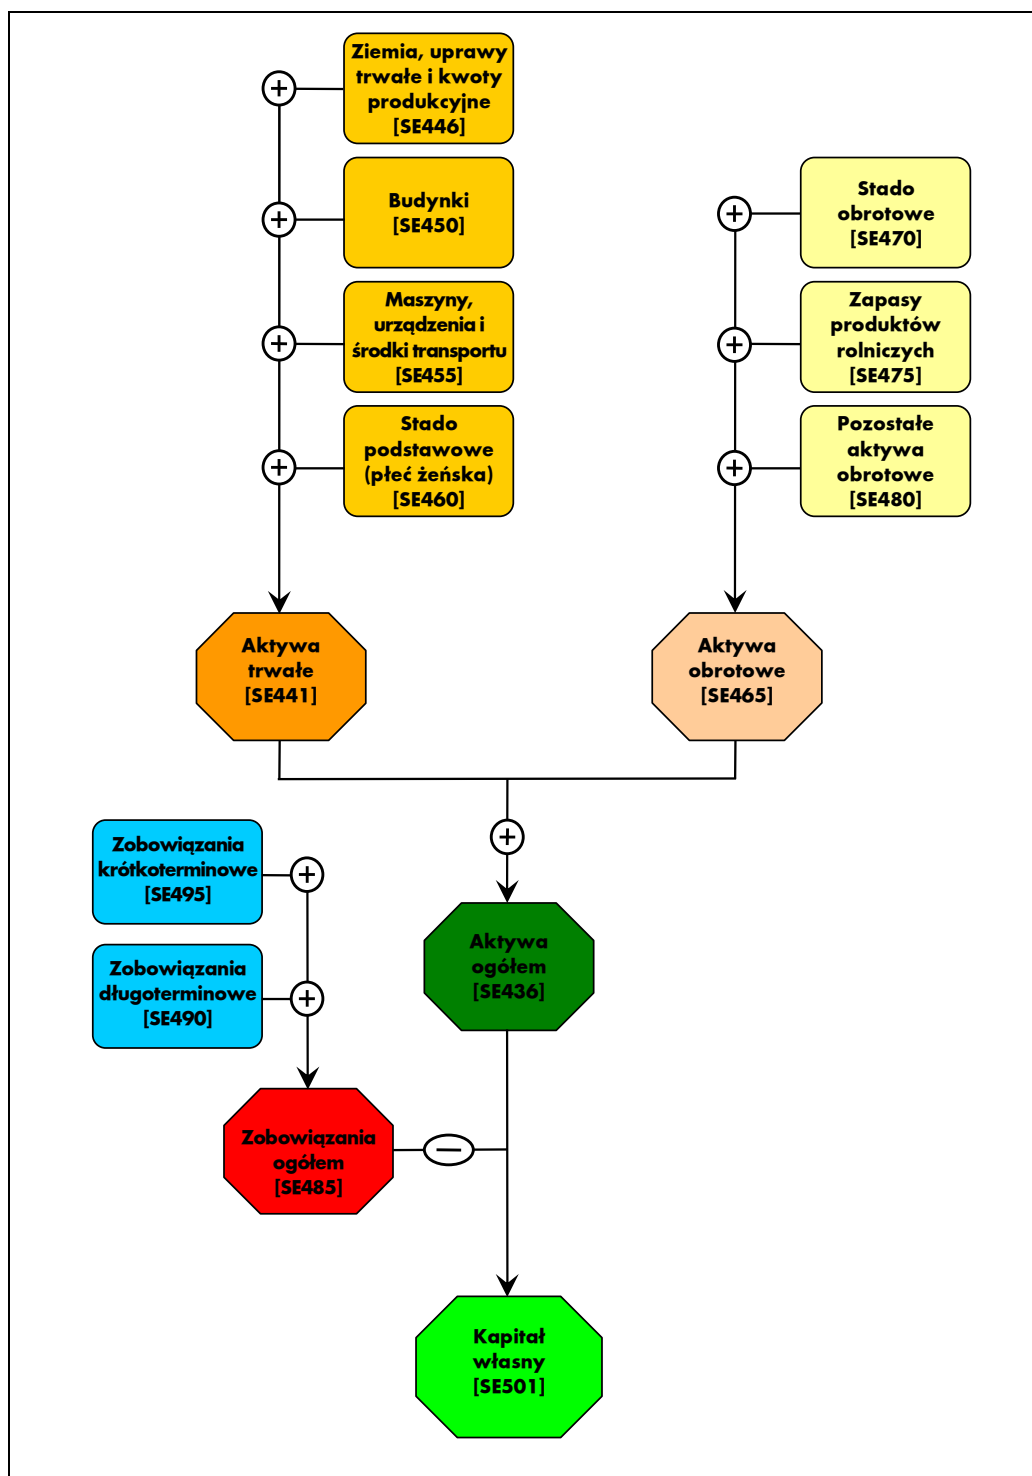 Ziemia, uprawy
trwałe i kwoty
produkcyjne
[SE446]
Budynki
[SE450]
Maszyny,
urządzenia i
środki transportu
[SE455]
Stado
podstawowe
(płeć żeńska)
[SE460]
Stado
obrotowe
[SE470]
Zapasy
produktów
rolniczych
[SE475]
Pozostałe
aktywa
obrotowe
[SE480]
Aktywa
trwałe
[SE441]
Aktywa
obrotowe
[SE465]
Zobowiązania
krótkoterminowe
[SE495]
Zobowiązania
długoterminowe
[SE490]
Aktywa
ogółem
[SE436]
Zobowiązania
ogółem
[SE485]
Kapitał
własny
[SE501]